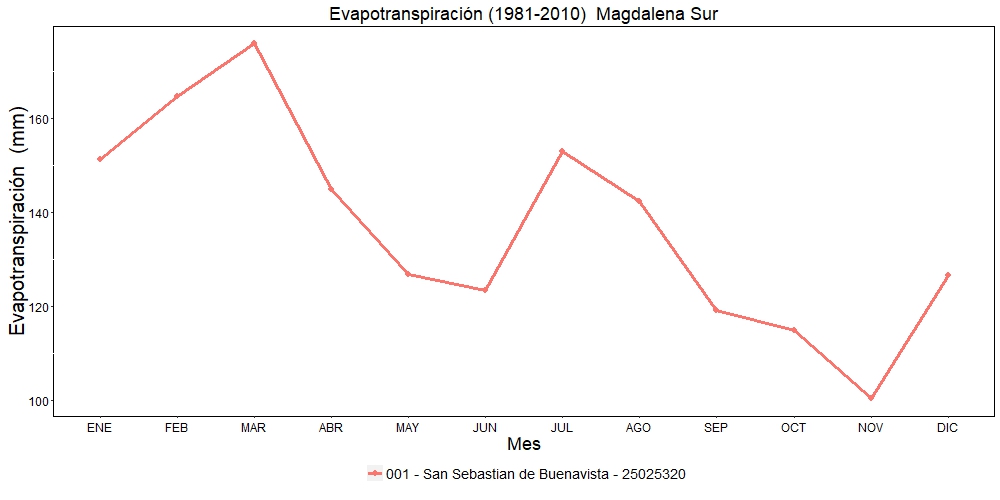 Evapotranspiración (1981-2010) Magdalena Sur
Evapotranspiración (mm)
160
140
120
100
ENE FEB MAR ABR MAY JUN JUL AGO SEP OCT NOV DIC
Mes
001 - San Sebastian de Buenavista - 25025320